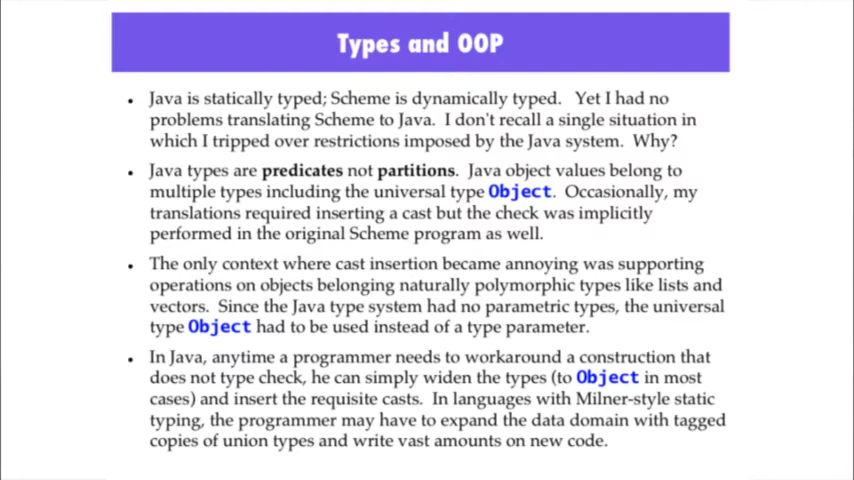 Types and OOP
• Java is statically typed; Scheme is dynamically typed. Yet I had no
problems translating Scheme to Java. I don't recall a single situation in
which I tripped over restrictions imposed by the Java system. Why?
• Java types are predicates not partitions. Java object values belong to
multiple types including the universal type Object. Occasionally, my
translations required inserting a cast but the check was implicitly
performed in the original Scheme program as well.
• The only context where cast insertion became annoying was supporting
operations on objects belonging naturally polymorphic types like lists and
vectors. Since the Java type system had no parametric types, the universal
type Object had to be used instead of a type parameter.
• In Java, anytime a programmer needs to workaround a construction that
does not type check, he can simply widen the types (to Object in most
cases) and insert the requisite casts. In languages with Milner-style static
typing, the programmer may have to expand the data domain with tagged
copies of union types and write vast amounts on new code.